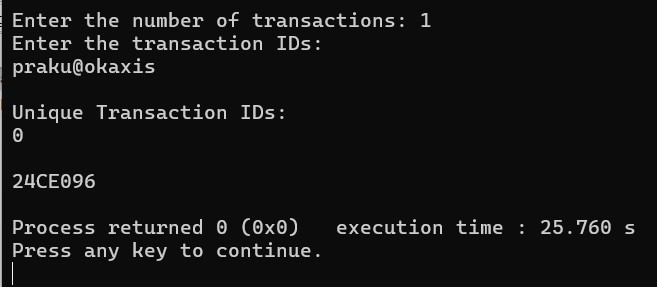 Enter the number of transactions: 1
Enter the transaction IDs:
praku@okaxis
Unique Transaction IDs:
0
24CE096
Process returned 0 (0x0)   execution time : 25.760 s
Press any key to continue.